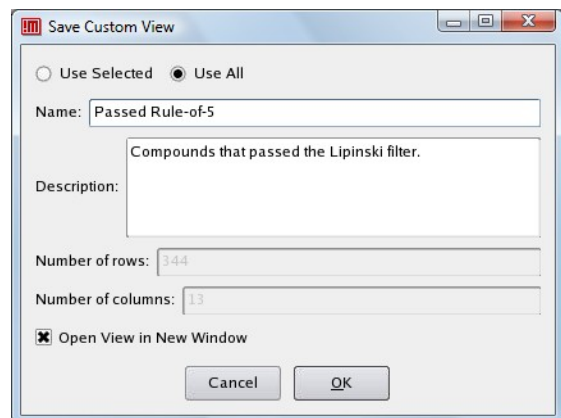 Save Custom View
Use Selected Use All
Name: Passed Rule-of-5
Compounds that passed the Lipinski filter.
Description:
Number of rows: 344
Number of columns: 13
Open View in New Window
Cancel OK